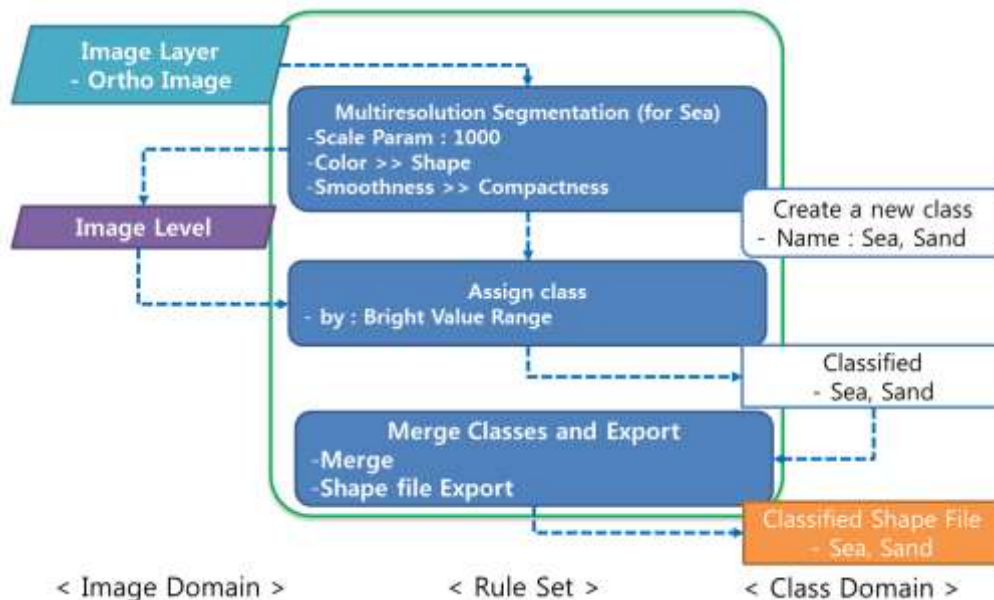 Image Layer
- Ortho Image
Multiresolution Segmentation (for Sea)
-Scale Param : 1000
-Color >> Shape
-Smoothness >> Compactness
Image Level
Create a new class
- Name : Sea, Sand
Assign class
- by : Bright Value Range
Classified
- Sea, Sand
Merge Classes and Export
-Merge
-Shape file Export
Classified Shape File
- Sea, Sand
< Image Domain >
< Rule Set >
< Class Domain >